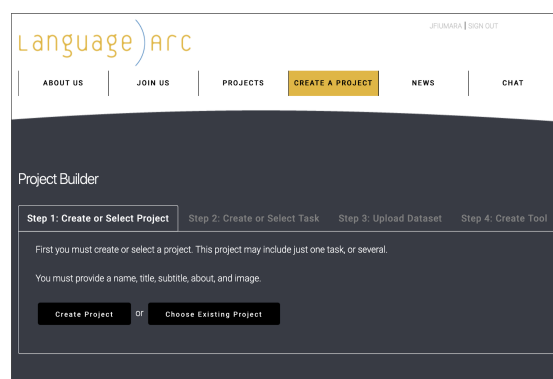 JFIUMARA | SIGN OUT
Language)ARC
ABOUT US JOIN US PROJECTS CREATE A PROJECT NEWS CHAT
Project Builder
Step 1: Create or Select Project Step 2: Create or Select Task Step 3: Upload Dataset Step 4: Create Tool
First you must create or select a project. This project may include just one task, or several.
You must provide a name, title, subtitle, about, and image.
Create Project or Choose Existing Project